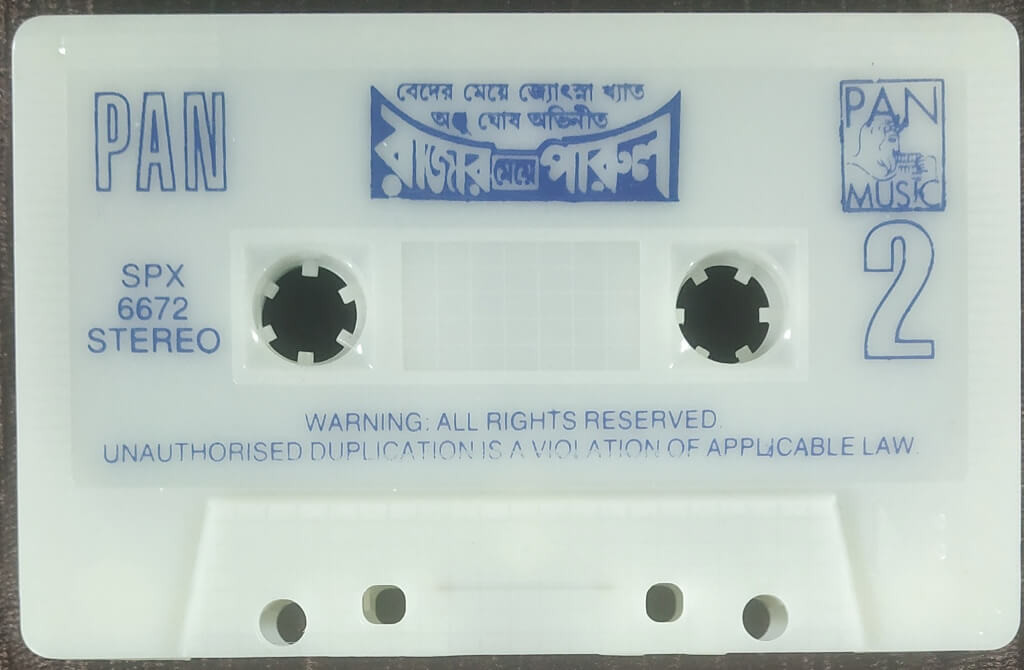 PAN
বেদের মেয়ে জ্যোৎস্না খ্যাত
অঞ্জু ঘোষ অভিনীত
রাজার মেয়ে পারুল
PAN
MUSIC
2
SPX
6672
STEREO
WARNING: ALL RIGHTS RESERVED.
UNAUTHORISED DUPLICATION IS A VIOLATION OF APPLICABLE LAW.